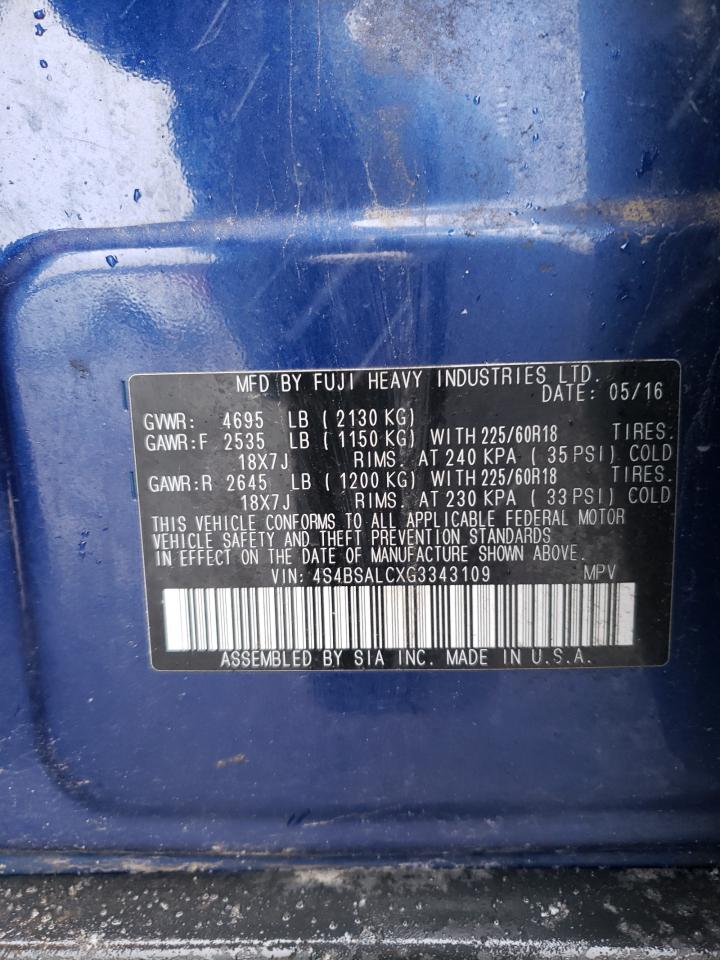 MFD BY FUJI HEAVY INDUSTRIES LTD.
DATE: 05/16
GVWR: 4695 LB ( 2130 KG)
GAWR:F 2535 LB ( 1150 KG) WITH 225/60R18 TIRES.
18X7J RIMS. AT 240 KPA ( 35 PSI) COLD
GAWR:R 2645 LB ( 1200 KG) WITH 225/60R18 TIRES.
18X7J RIMS. AT 230 KPA ( 33 PSI) COLD
THIS VEHICLE CONFORMS TO ALL APPLICABLE FEDERAL MOTOR
VEHICLE SAFETY AND THEFT PREVENTION STANDARDS
IN EFFECT ON THE DATE OF MANUFACTURE SHOWN ABOVE.
VIN: 4S4BSALCXG3343109 MPV
ASSEMBLED BY SIA INC. MADE IN U.S.A.